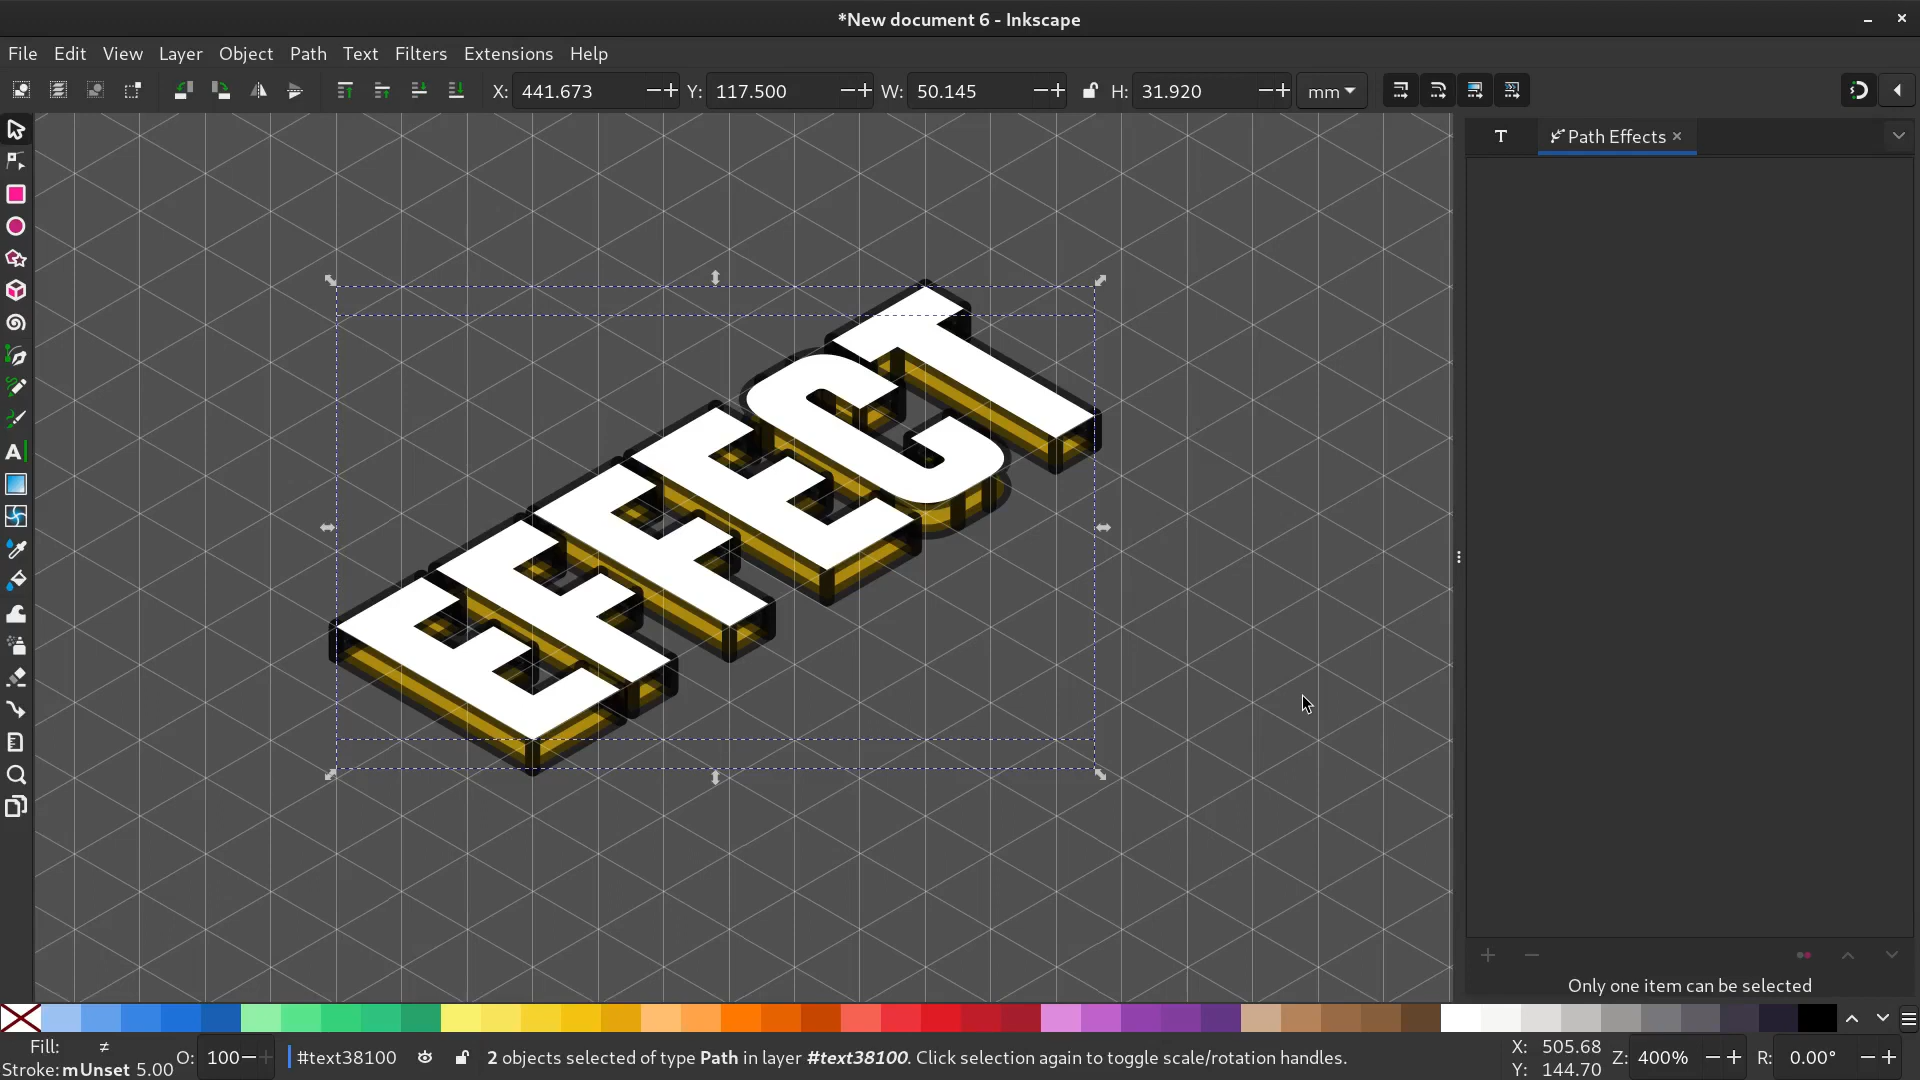 *New document 6 - Inkscape
File Edit View Layer Object Path Text Filters Extensions Help
X: 441.673 Y: 117.500 W: 50.145 H: 31.920 mm
T Path Effects
EFFECT
Only one item can be selected
Fill: ≠ O: 100 #text38100 2 objects selected of type Path in layer #text38100. Click selection again to toggle scale/rotation handles. X: 505.68 Z: 400% R: 0.00°
Stroke: mUnset 5.00 Y: 144.70